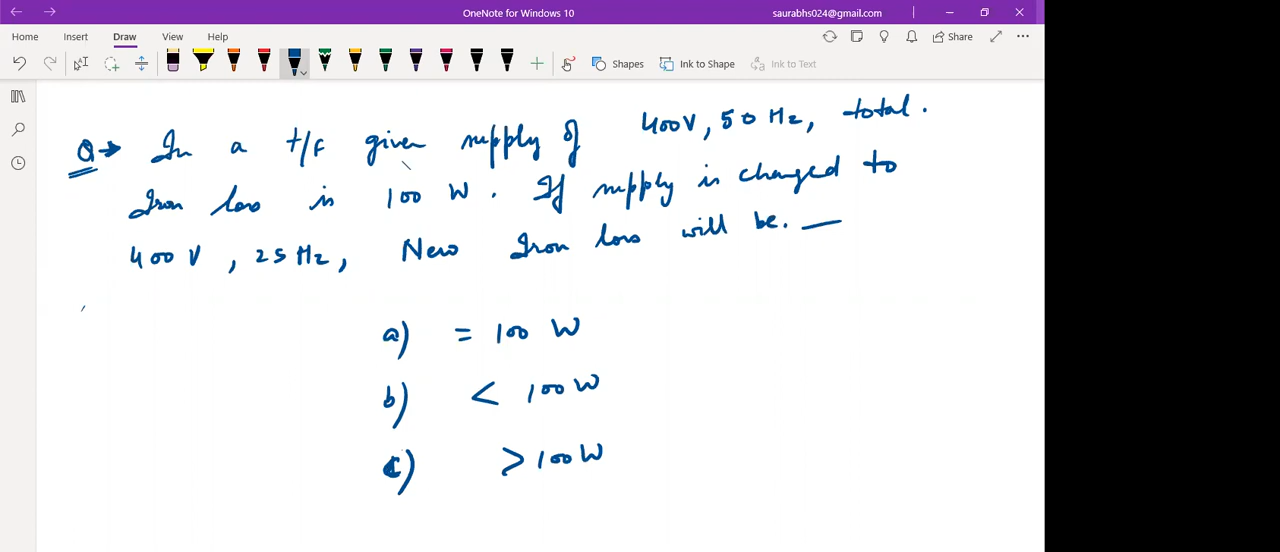 OneNote for Windows 10
saurabhs024@gmail.com
Home Insert Draw View Help
Share
Shapes Ink to Shape Ink to Text
Q→ In a t/f given supply of 400V, 50 Hz, total.
Iron loss is 100 W. If supply is changed to
400 V, 25 Hz, New Iron loss will be. —
a) = 100 W
b) < 100 W
c) > 100 W